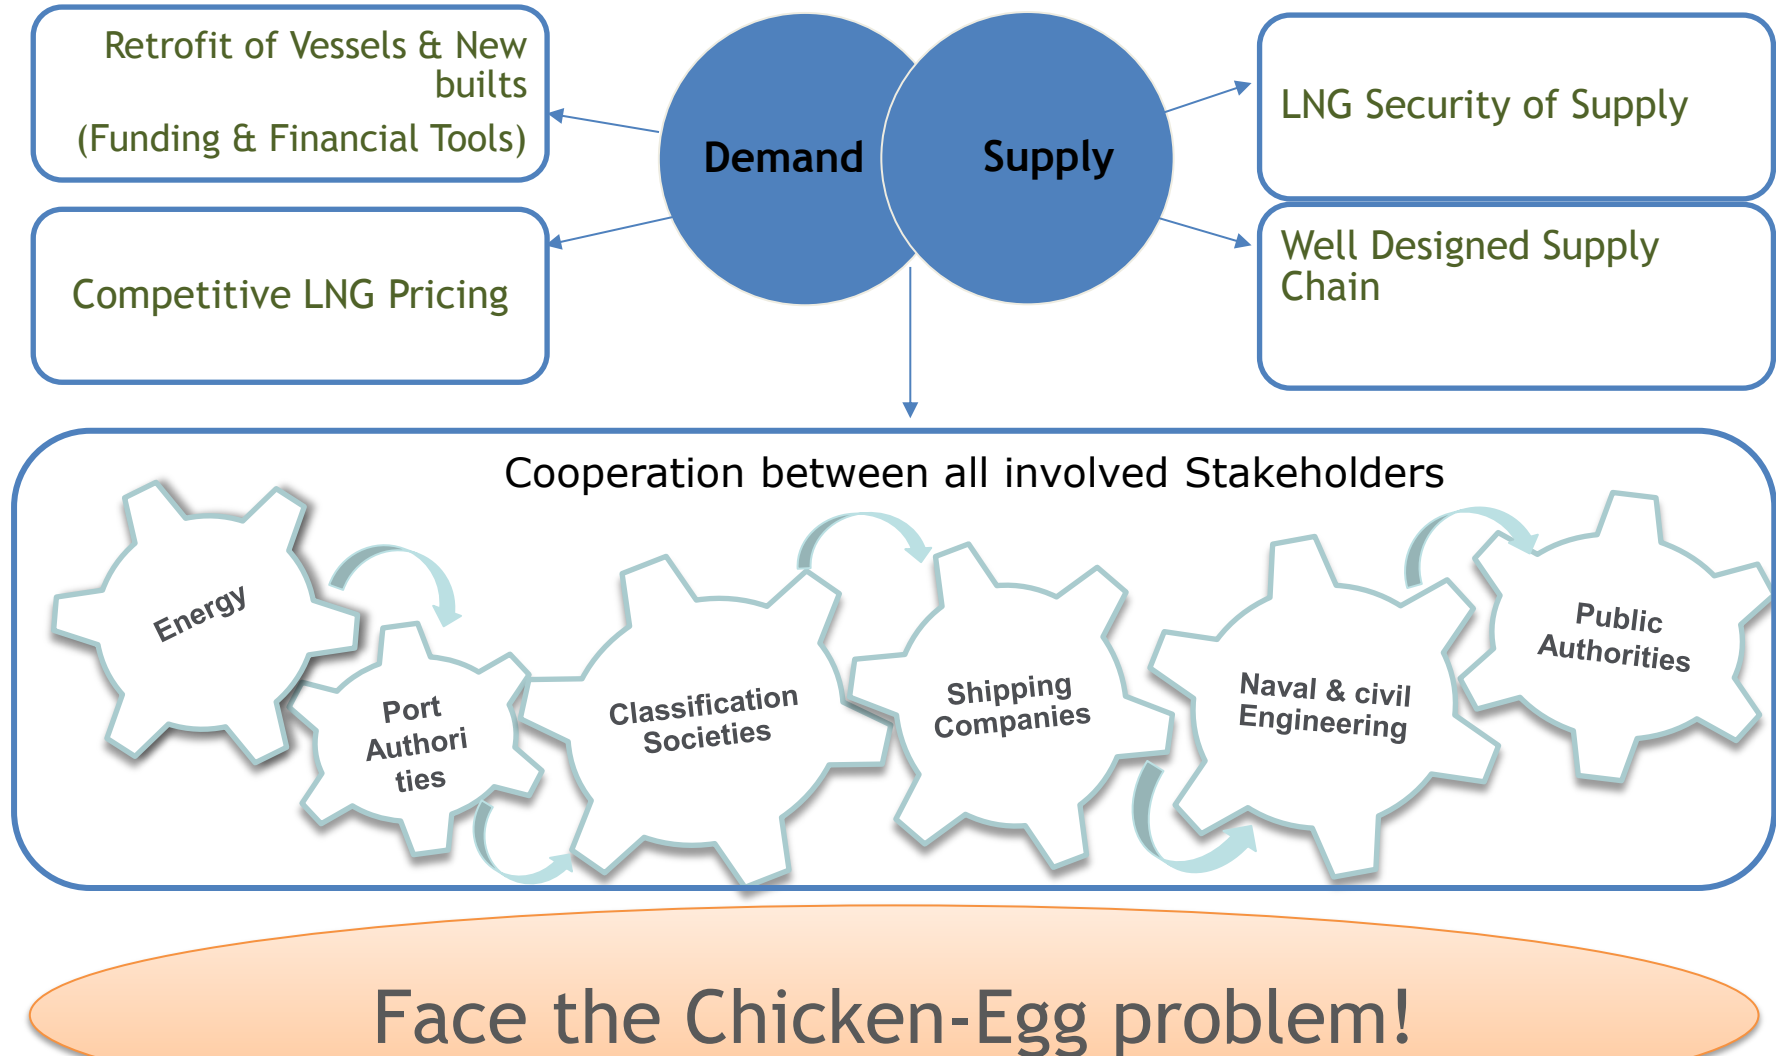 Retrofit of Vessels & New
builts
(Funding & Financial Tools)
Competitive LNG Pricing
Demand
Supply
LNG Security of Supply
Well Designed Supply
Chain
Cooperation between all involved Stakeholders
Energy
Port
Authori
ties
Classification
Societies
Shipping
Companies
Naval & civil
Engineering
Public
Authorities
Face the Chicken-Egg problem!